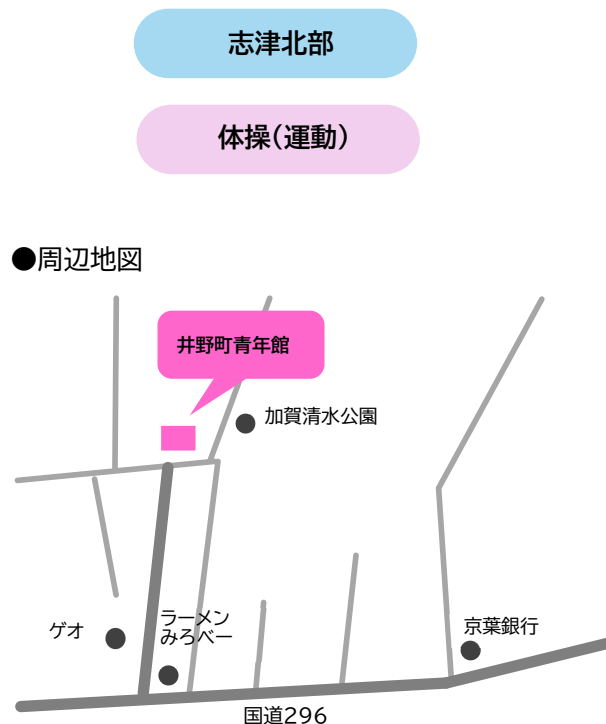 志津北部
体操(運動)
●周辺地図
井野町青年館
加賀清水公園
ゲオ
ラーメン
みろべー
京葉銀行
国道296